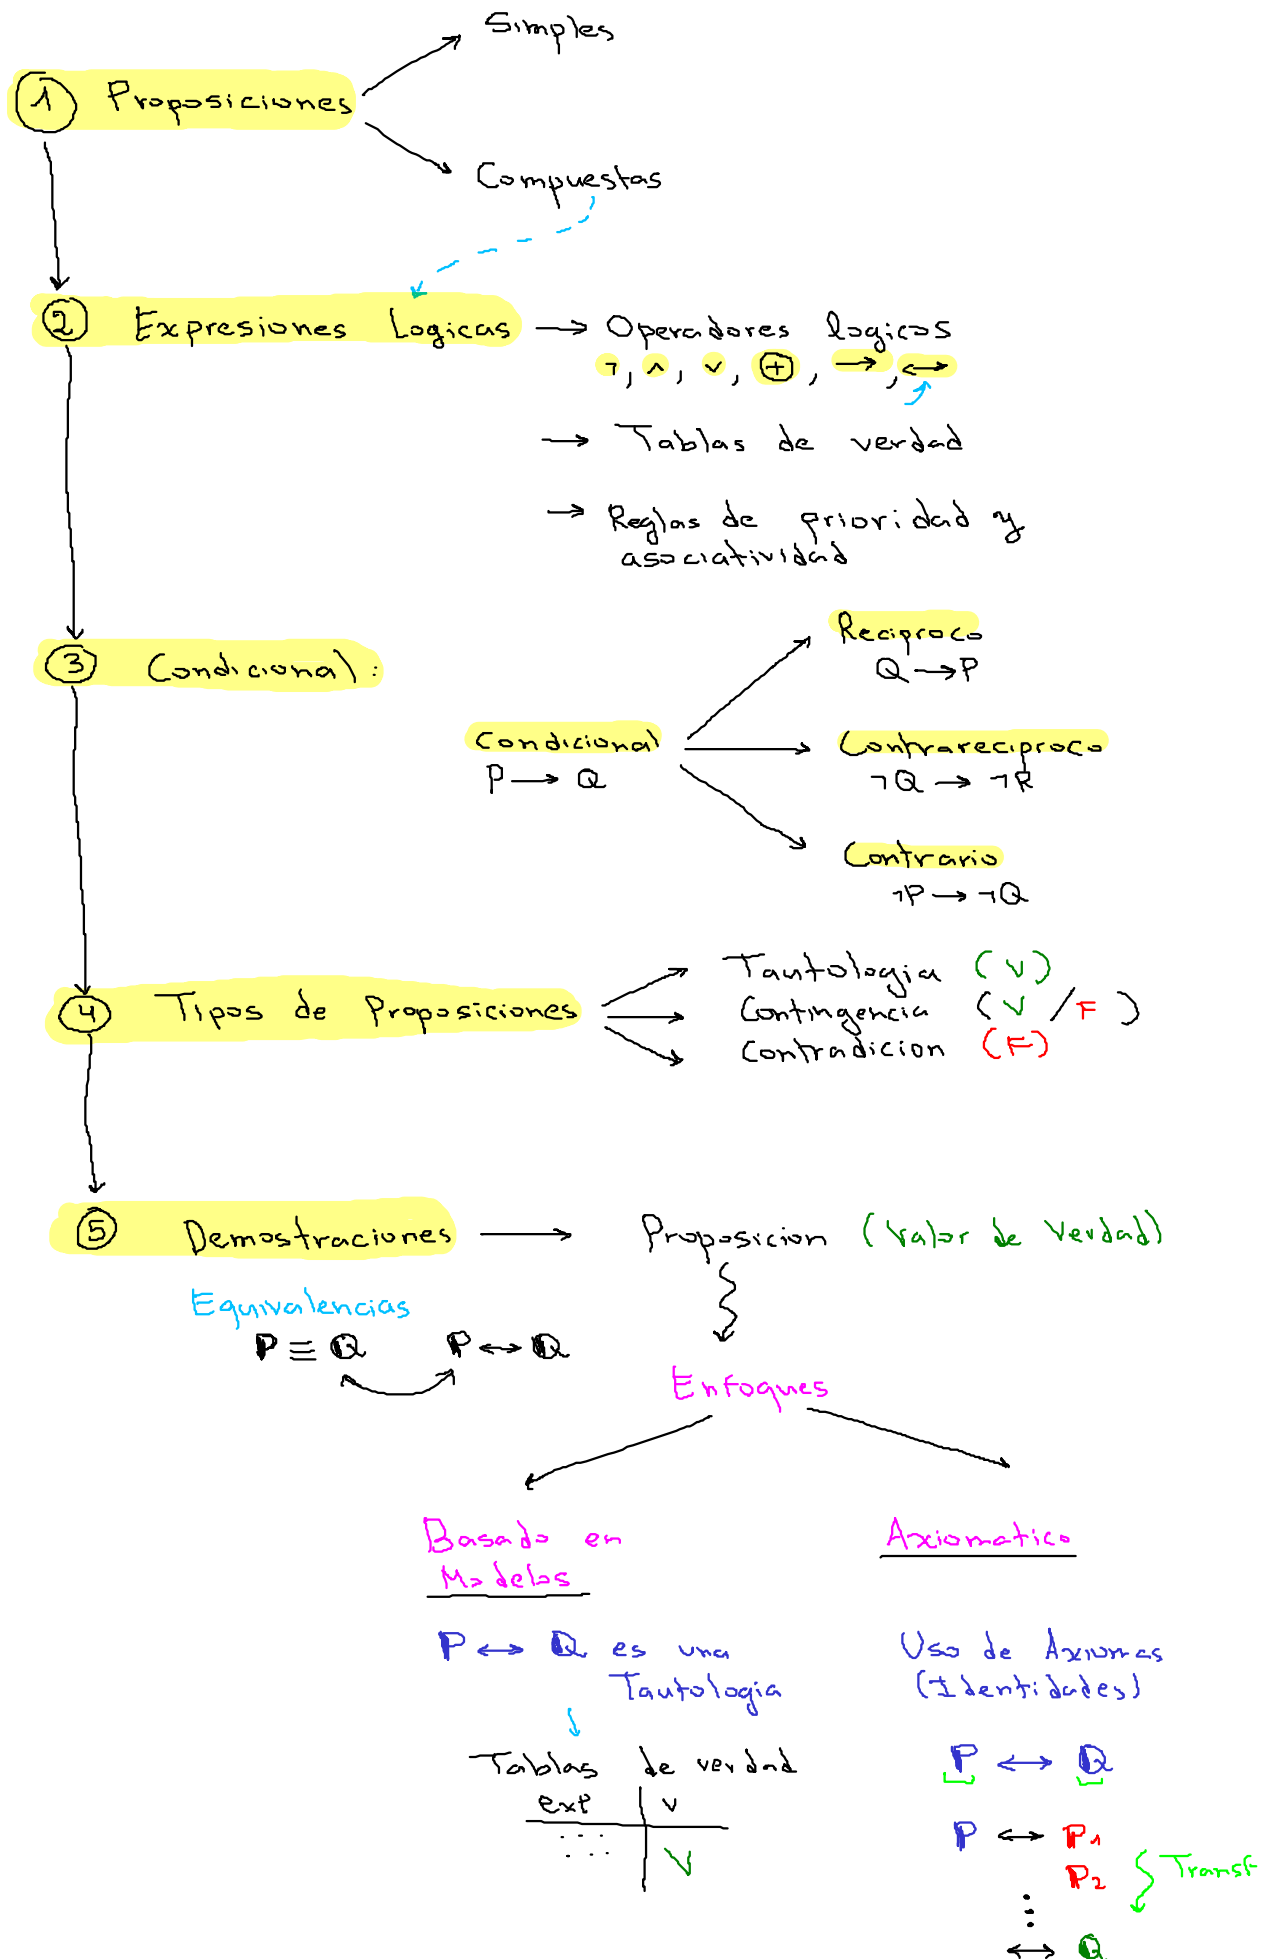 Simples
1 Proposiciones
Compuestas
2 Expresiones Logicas → Operadores logicos
¬, ∧, ∨, ⊕, →, ↔
→ Tablas de verdad
→ Reglas de prioridad y
asociatividad
Reciproco
3 Condicional:
Q → P
Condicional
Contrareciproco
P → Q
¬Q → ¬R
Contrario
¬P → ¬Q
Tautologia (V)
4 Tipos de Proposiciones
Contingencia (V/F)
Contradicion (F)
5 Demostraciones → Proposicion (Valor de Verdad)
Equivalencias
P ≡ Q P ↔ Q
Enfoques
Basado en
Modelos
P ↔ Q es una
Tautologia
Tablas de verdad
exp V
......
V
Axiomatico
Uso de Axiomas
(Identidades)
P ↔ Q
P ↔ P1
P2
Transf
⋮
↔ Q